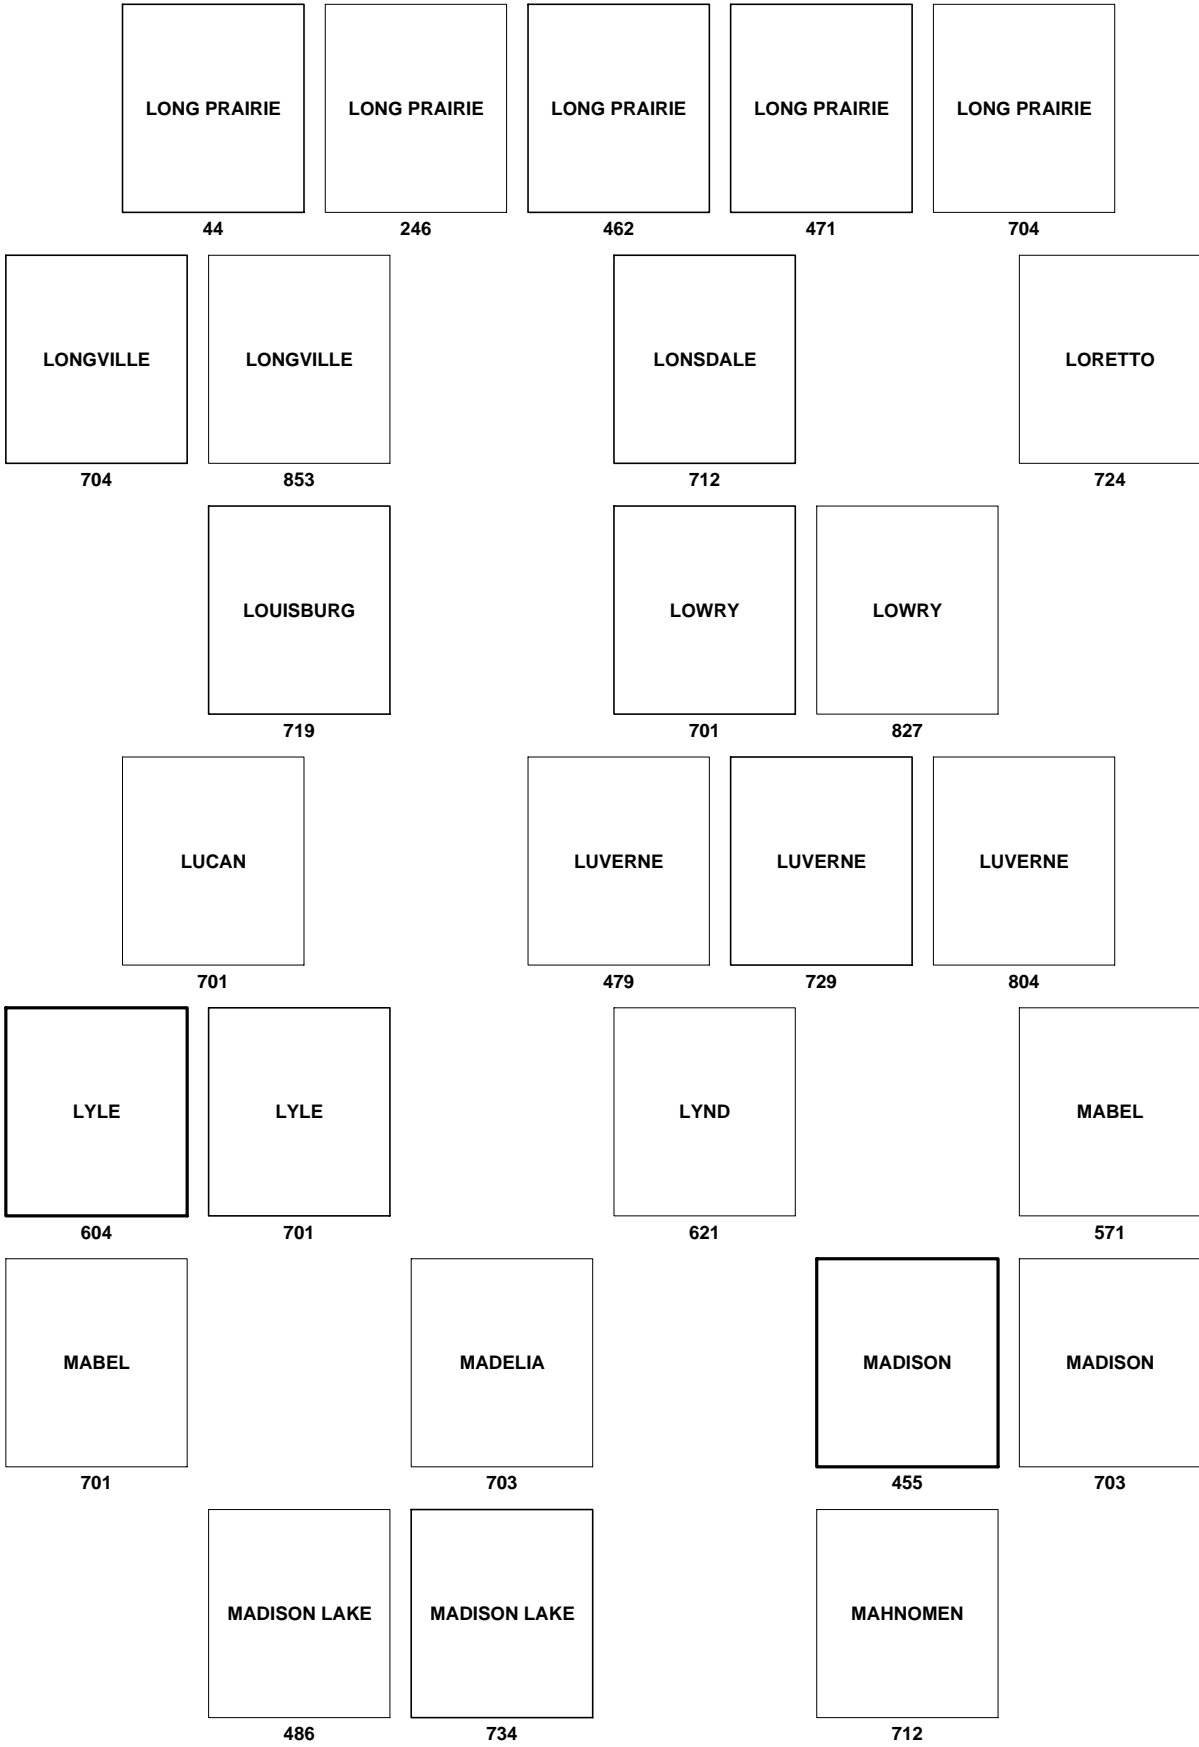 LONG PRAIRIE LONG PRAIRIE LONG PRAIRIE LONG PRAIRIE LONG PRAIRIE
44 246 462 471 704
LONGVILLE LONGVILLE LONSDALE LORETTO
704 853 712 724
LOUISBURG LOWRY LOWRY
719 701 827
LUCAN LUVERNE LUVERNE LUVERNE
701 479 729 804
LYLE LYLE LYND MABEL
604 701 621 571
MABEL MADELIA MADISON MADISON
701 703 455 703
MADISON LAKE MADISON LAKE MAHNOMEN
486 734 712